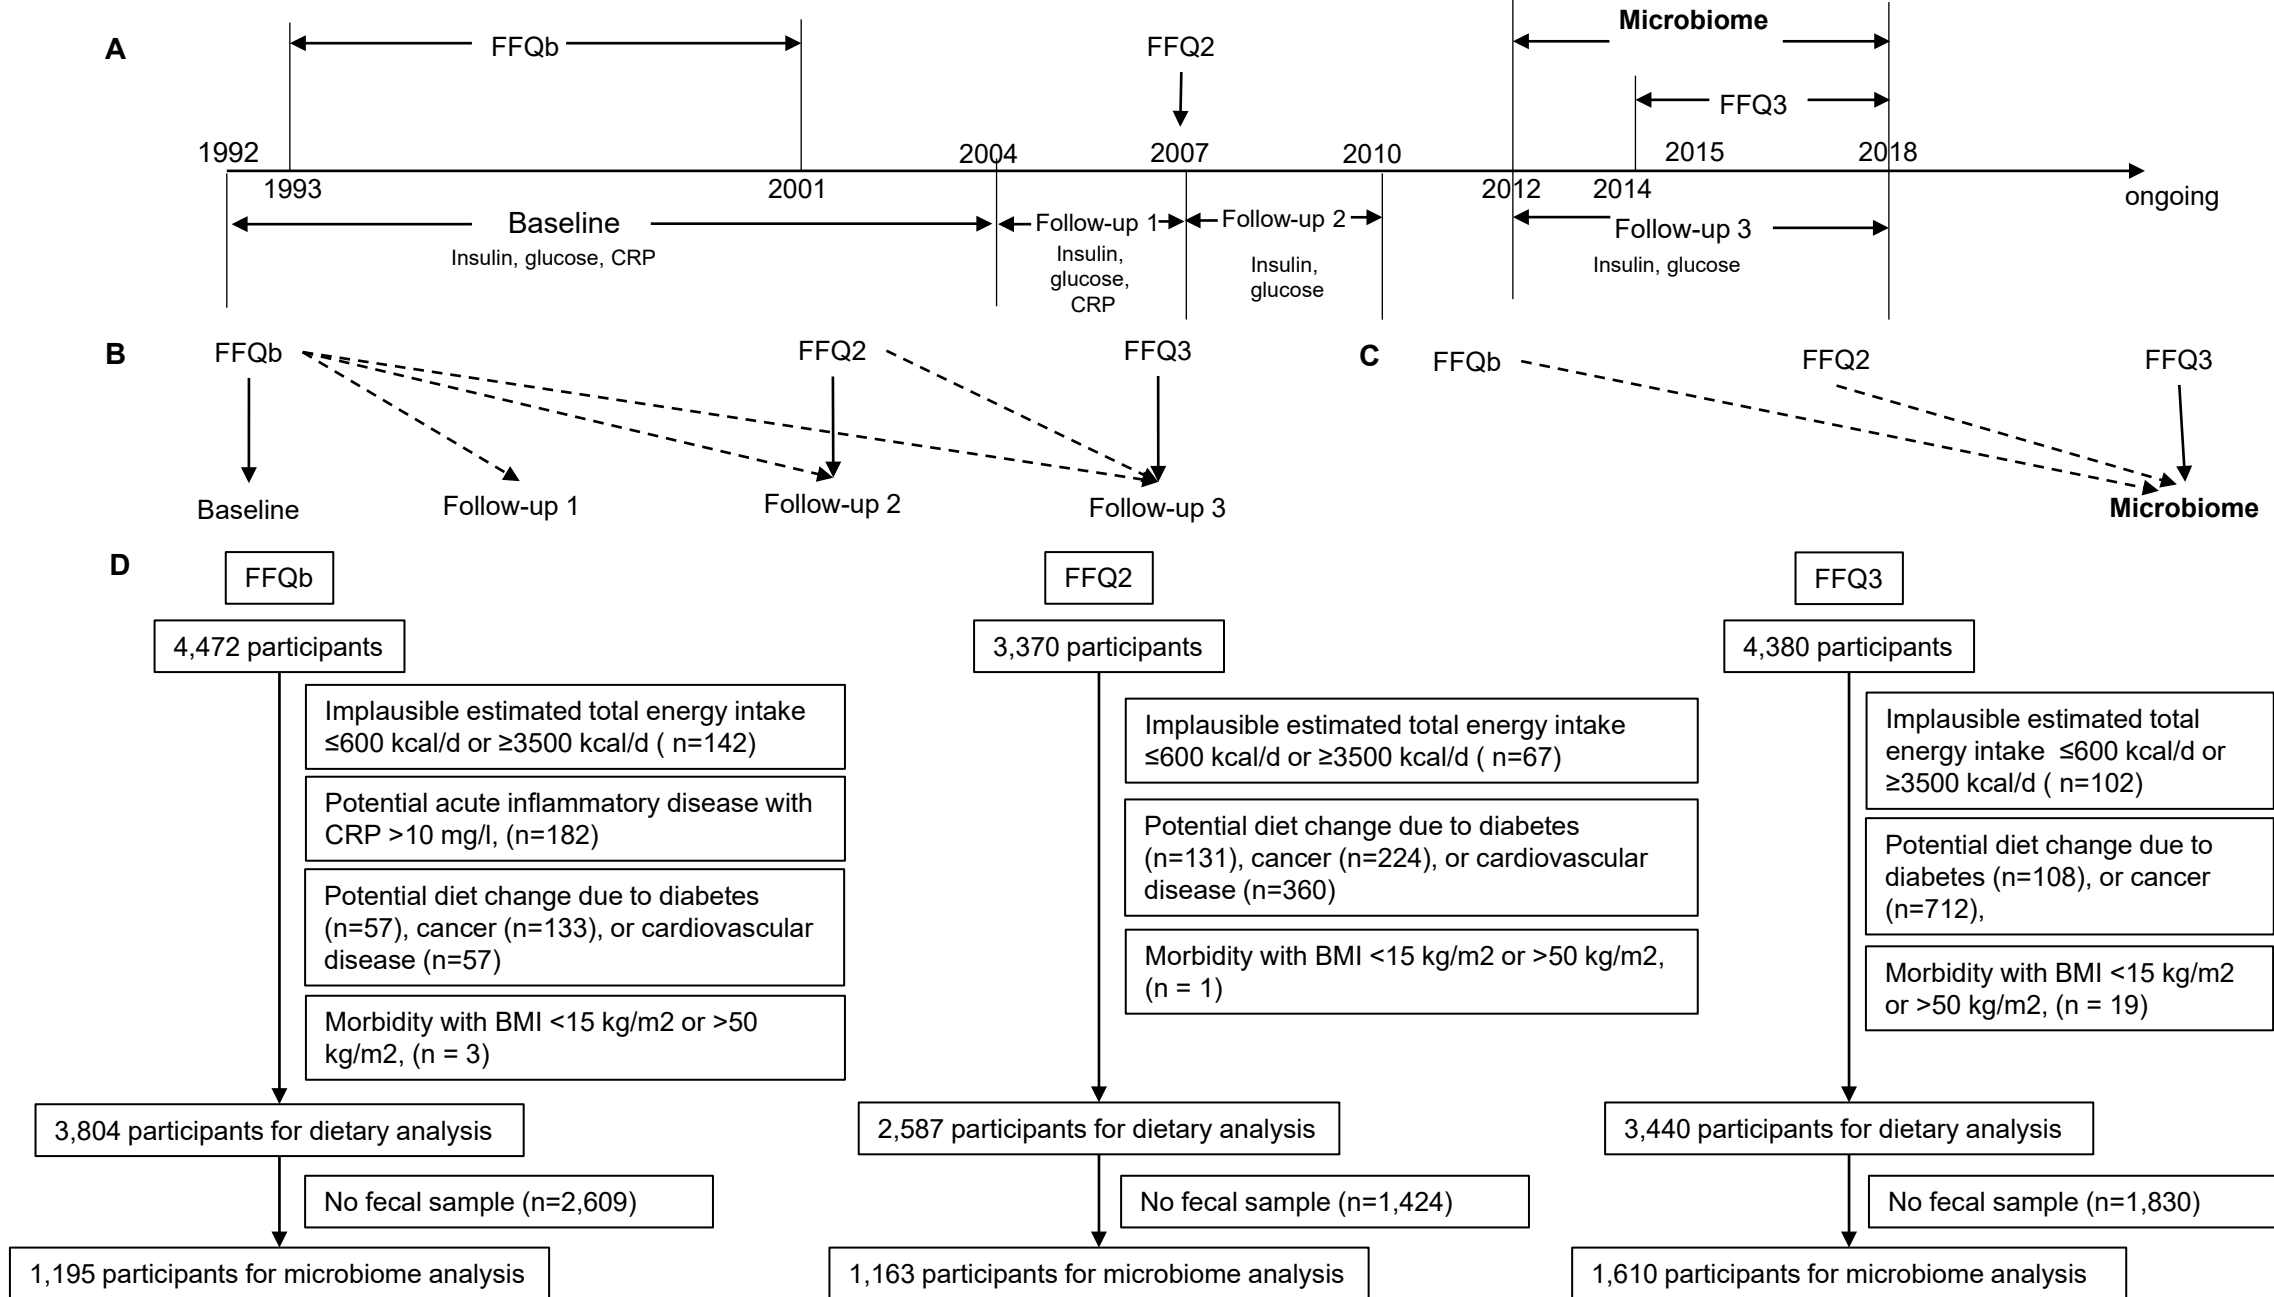 A
FFQb
FFQ2
Microbiome
FFQ3
1992
2004
2007
2010
2015
2018
1993
2001
2012
2014
ongoing
Baseline
Insulin, glucose, CRP
Follow-up 1
Insulin,
glucose,
CRP
Follow-up 2
Insulin,
glucose
Follow-up 3
Insulin, glucose
B
FFQb
FFQ2
FFQ3
Baseline
Follow-up 1
Follow-up 2
Follow-up 3
C
FFQb
FFQ2
FFQ3
Microbiome
D
FFQb
4,472 participants
Implausible estimated total energy intake
≤600 kcal/d or ≥3500 kcal/d ( n=142)
Potential acute inflammatory disease with
CRP >10 mg/l, (n=182)
Potential diet change due to diabetes
(n=57), cancer (n=133), or cardiovascular
disease (n=57)
Morbidity with BMI <15 kg/m2 or >50
kg/m2, (n = 3)
3,804 participants for dietary analysis
No fecal sample (n=2,609)
1,195 participants for microbiome analysis
FFQ2
3,370 participants
Implausible estimated total energy intake
≤600 kcal/d or ≥3500 kcal/d ( n=67)
Potential diet change due to diabetes
(n=131), cancer (n=224), or cardiovascular
disease (n=360)
Morbidity with BMI <15 kg/m2 or >50 kg/m2,
(n = 1)
2,587 participants for dietary analysis
No fecal sample (n=1,424)
1,163 participants for microbiome analysis
FFQ3
4,380 participants
Implausible estimated total
energy intake ≤600 kcal/d or
≥3500 kcal/d ( n=102)
Potential diet change due to
diabetes (n=108), or cancer
(n=712),
Morbidity with BMI <15 kg/m2
or >50 kg/m2, (n = 19)
3,440 participants for dietary analysis
No fecal sample (n=1,830)
1,610 participants for microbiome analysis